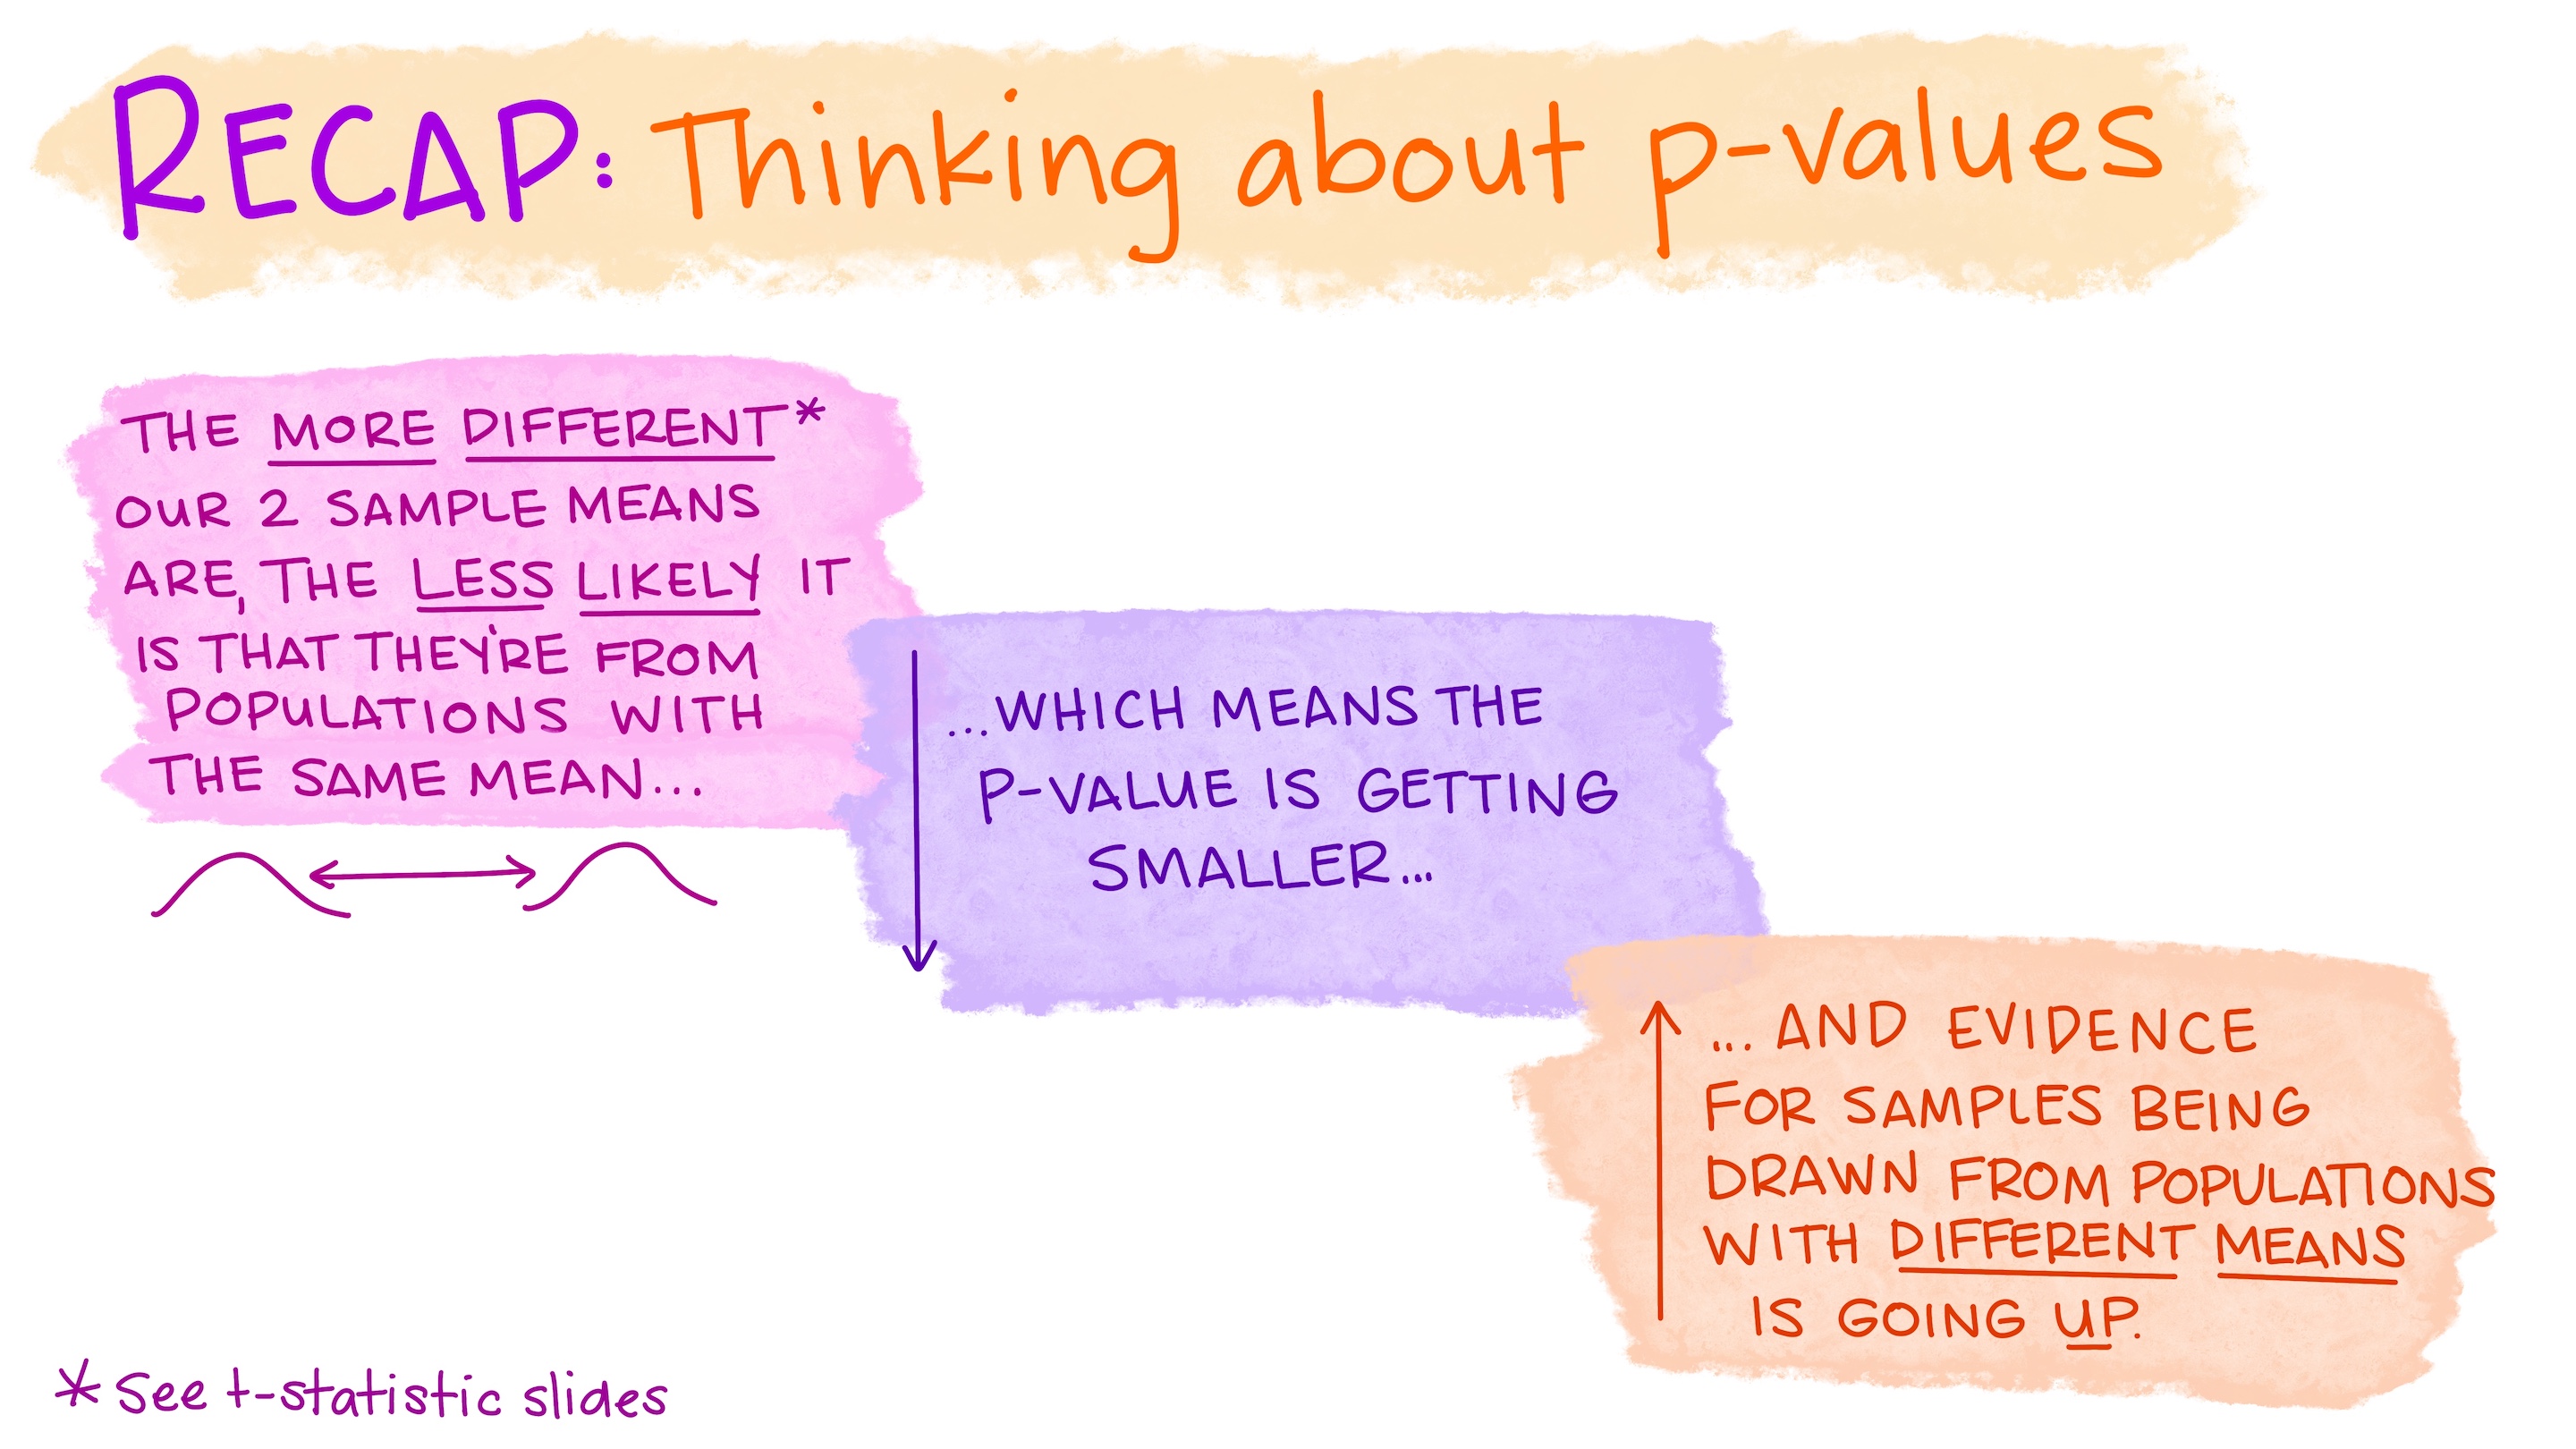 RECAP: Thinking about p-values
THE MORE DIFFERENT*
OUR 2 SAMPLE MEANS
ARE, THE LESS LIKELY IT
IS THAT THEY'RE FROM
POPULATIONS WITH
THE SAME MEAN...
...WHICH MEANS THE
P-VALUE IS GETTING
SMALLER...
... AND EVIDENCE
FOR SAMPLES BEING
DRAWN FROM POPULATIONS
WITH DIFFERENT MEANS
IS GOING UP.
* See t-statistic slides